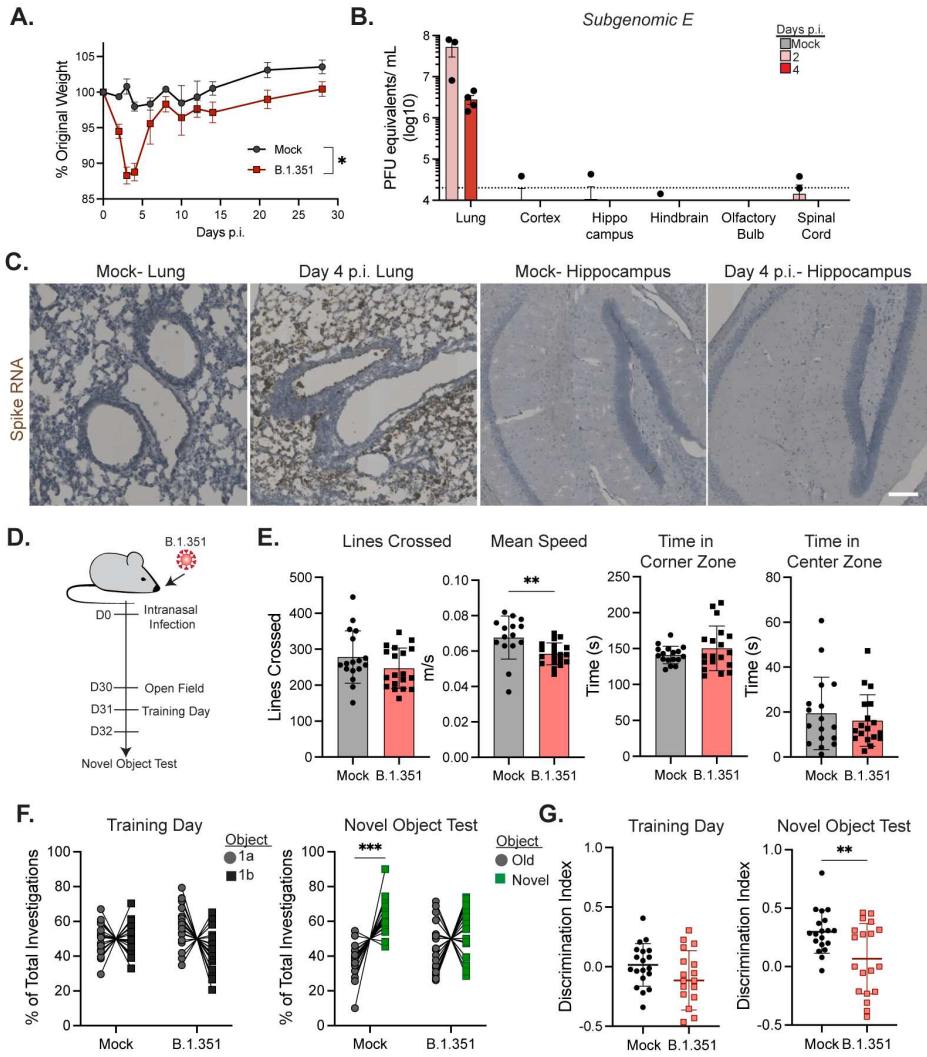 A.
% Original Weight
105
100
95
90
85
0 5 10 15 20 25 30
Days p.i.
Mock
B.1.351
*
B.
Subgenomic E
PFU equivalents/ mL
(log10)
8
7
6
5
4
Lung Cortex Hippo Hindbrain Olfactory Spinal
campus Bulb Cord
Days p.i.
Mock
2
4
C.
Mock- Lung Day 4 p.i. Lung Mock- Hippocampus Day 4 p.i.- Hippocampus
Spike RNA
D.
B.1.351
D0 Intranasal
Infection
D30 Open Field
D31 Training Day
D32
Novel Object Test
E.
Lines Crossed
Lines Crossed
500
400
300
200
100
0
Mock B.1.351
Mean Speed
m/s
0.10
0.08
0.06
0.04
0.02
0.00
**
Mock B.1.351
Time in
Corner Zone
Time (s)
250
200
150
100
50
0
Mock B.1.351
Time in
Center Zone
Time (s)
80
60
40
20
0
Mock B.1.351
F.
Training Day
% of Total Investigations
100
80
60
40
20
0
Mock B.1.351
Object
1a
1b
Novel Object Test
% of Total Investigations
100
80
60
40
20
0
***
Mock B.1.351
Object
Old
Novel
G.
Training Day
Discrimination Index
1.0
0.5
0.0
-0.5
Mock B.1.351
Novel Object Test
Discrimination Index
1.0
0.5
0.0
-0.5
**
Mock B.1.351